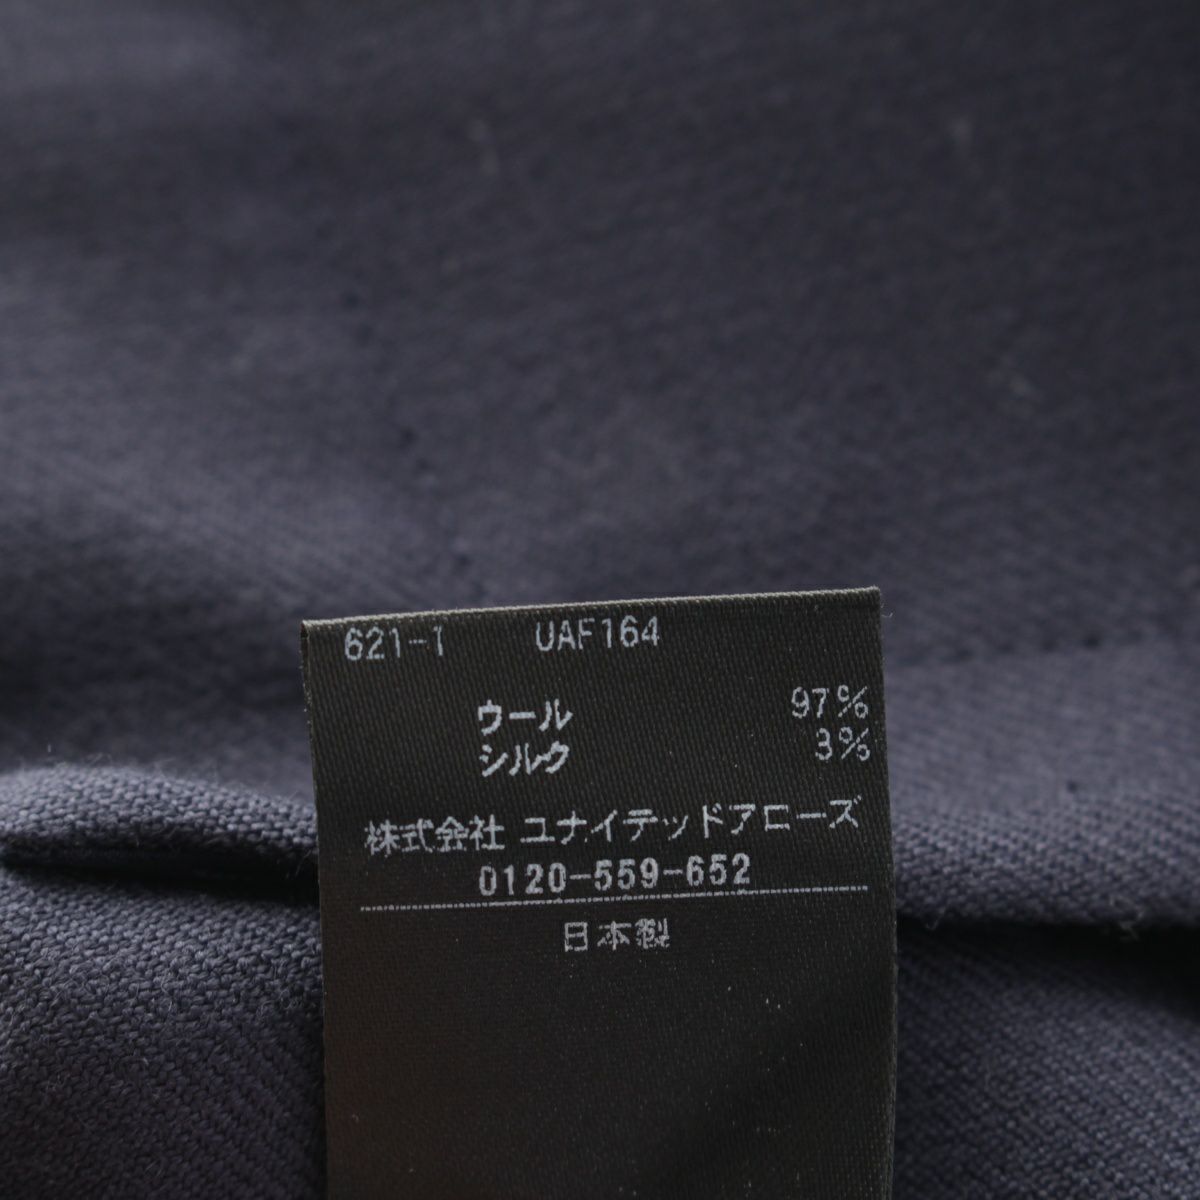 621-1 UAF164
ウール 97%
シルク 3%
株式会社 ユナイテッドアローズ
0120-559-652
日本製